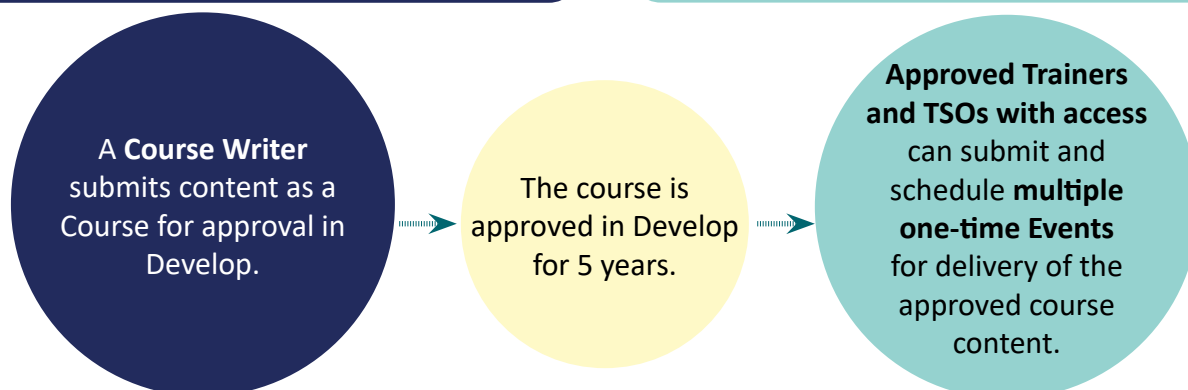 A Course Writer
submits content as a
Course for approval in
Develop.
The course is
approved in Develop
for 5 years.
Approved Trainers
and TSOs with access
can submit and
schedule multiple
one-time Events
for delivery of the
approved course
content.